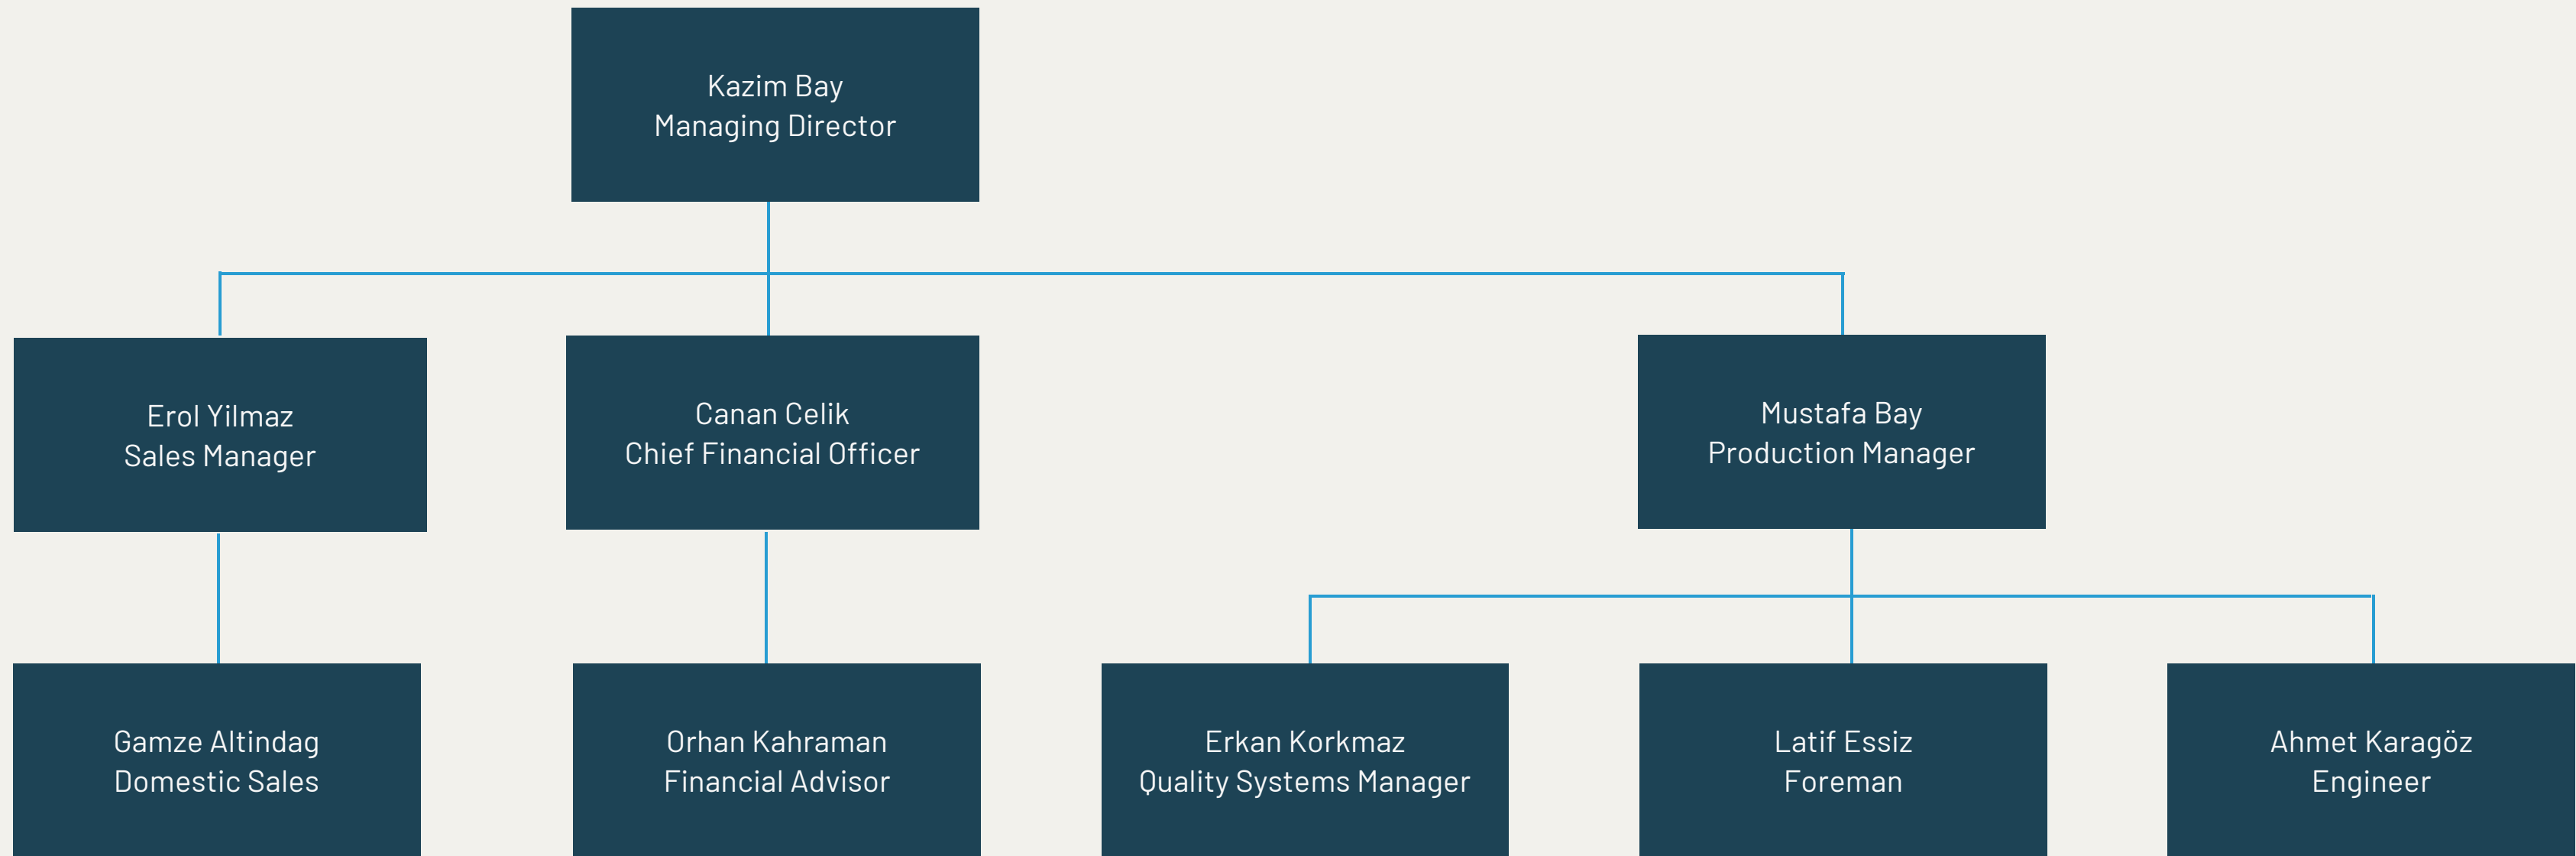 Kazim Bay
Managing Director
Erol Yilmaz
Sales Manager
Canan Celik
Chief Financial Officer
Mustafa Bay
Production Manager
Gamze Altindag
Domestic Sales
Orhan Kahraman
Financial Advisor
Erkan Korkmaz
Quality Systems Manager
Latif Essiz
Foreman
Ahmet Karagöz
Engineer